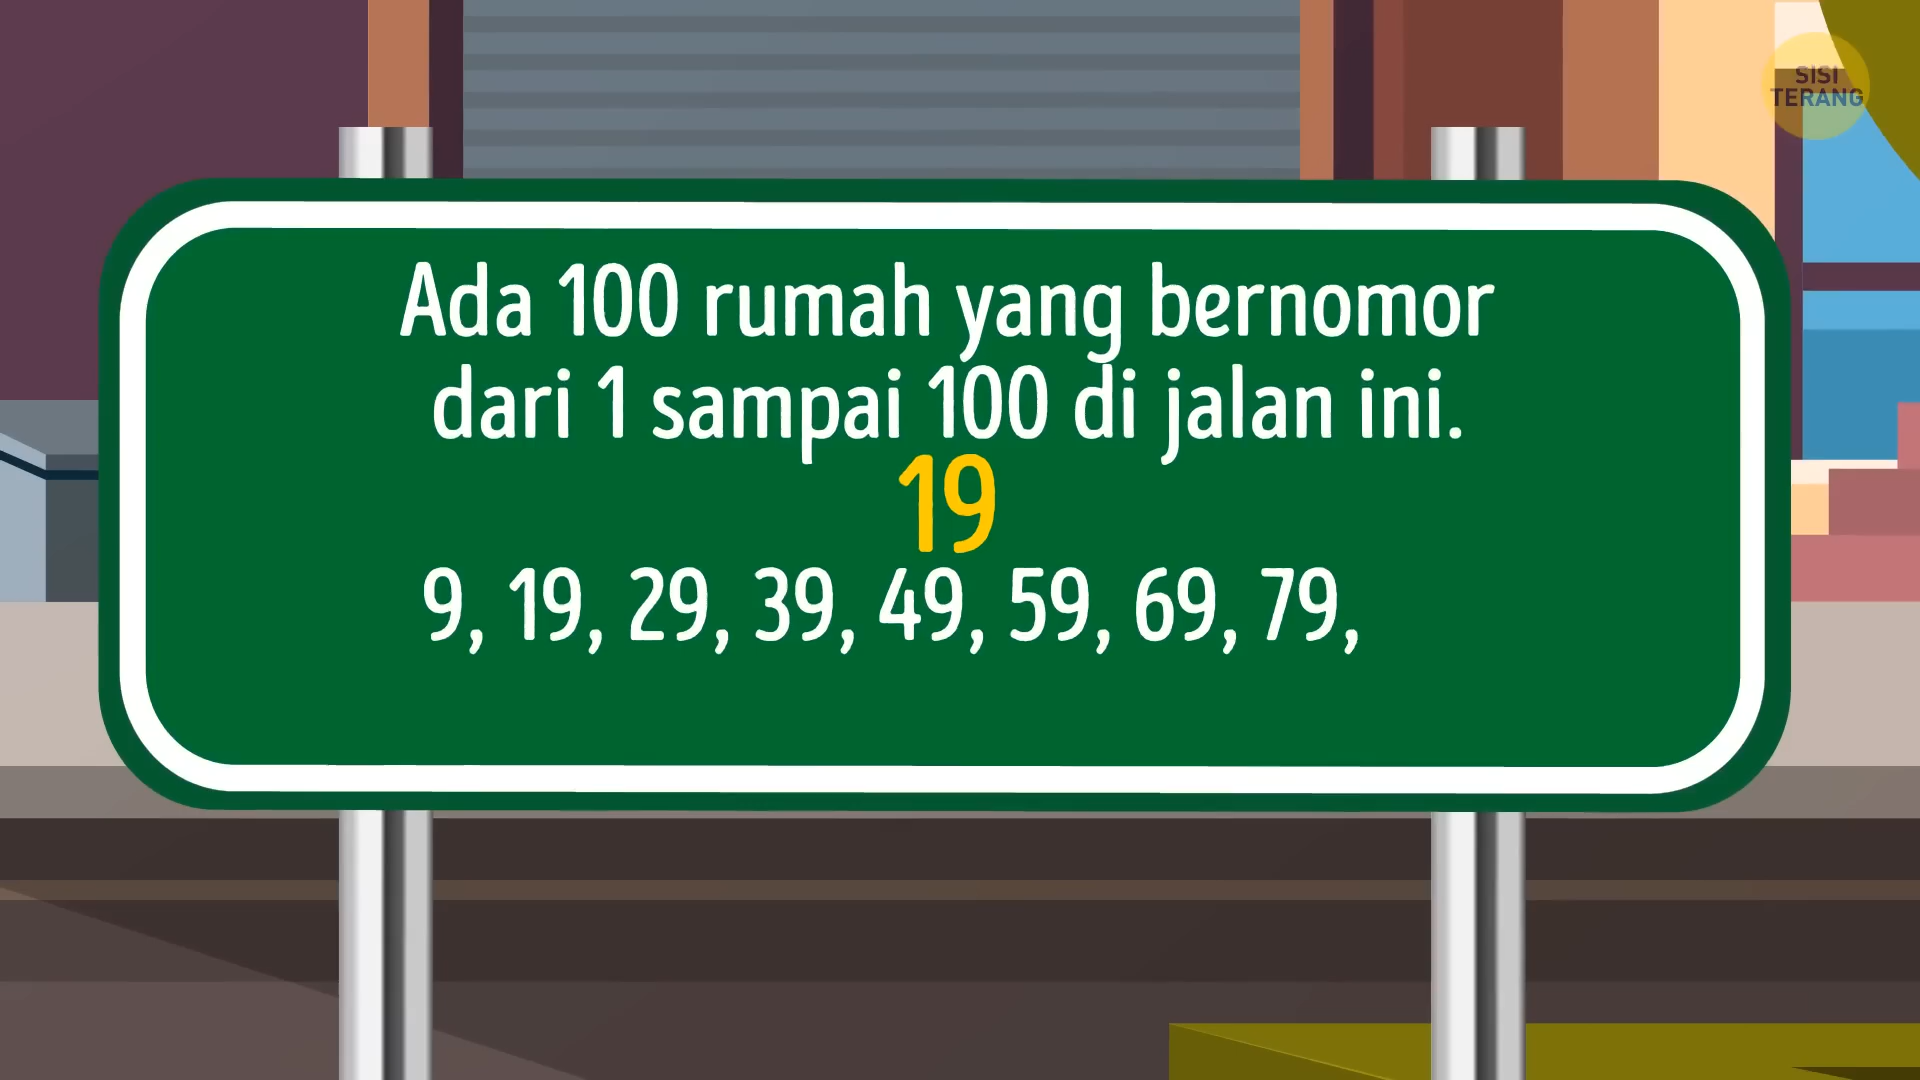 SISI
TERANG
Ada 100 rumah yang bernomor
dari 1 sampai 100 di jalan ini.
19
9, 19, 29, 39, 49, 59, 69, 79,